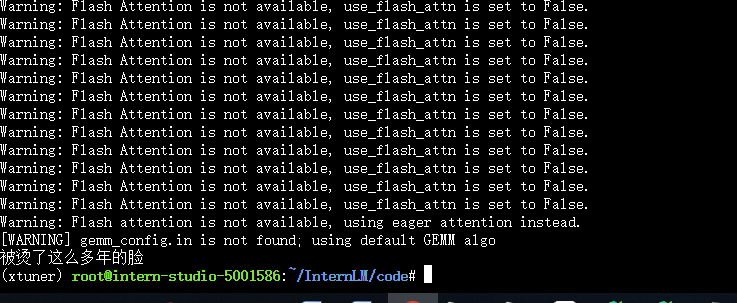 Warning: Flash Attention is not available, use_flash_attn is set to False.
Warning: Flash Attention is not available, use_flash_attn is set to False.
Warning: Flash Attention is not available, use_flash_attn is set to False.
Warning: Flash Attention is not available, use_flash_attn is set to False.
Warning: Flash Attention is not available, use_flash_attn is set to False.
Warning: Flash Attention is not available, use_flash_attn is set to False.
Warning: Flash Attention is not available, use_flash_attn is set to False.
Warning: Flash Attention is not available, use_flash_attn is set to False.
Warning: Flash Attention is not available, use_flash_attn is set to False.
Warning: Flash Attention is not available, use_flash_attn is set to False.
Warning: Flash Attention is not available, use_flash_attn is set to False.
Warning: Flash Attention is not available, use_flash_attn is set to False.
Warning: Flash attention is not available, using eager attention instead.
[WARNING] gemm_config.in is not found; using default GEMM algo
被烫了这么多年的脸
(xtuner) root@intern-studio-5001586:~/InternLM/code#